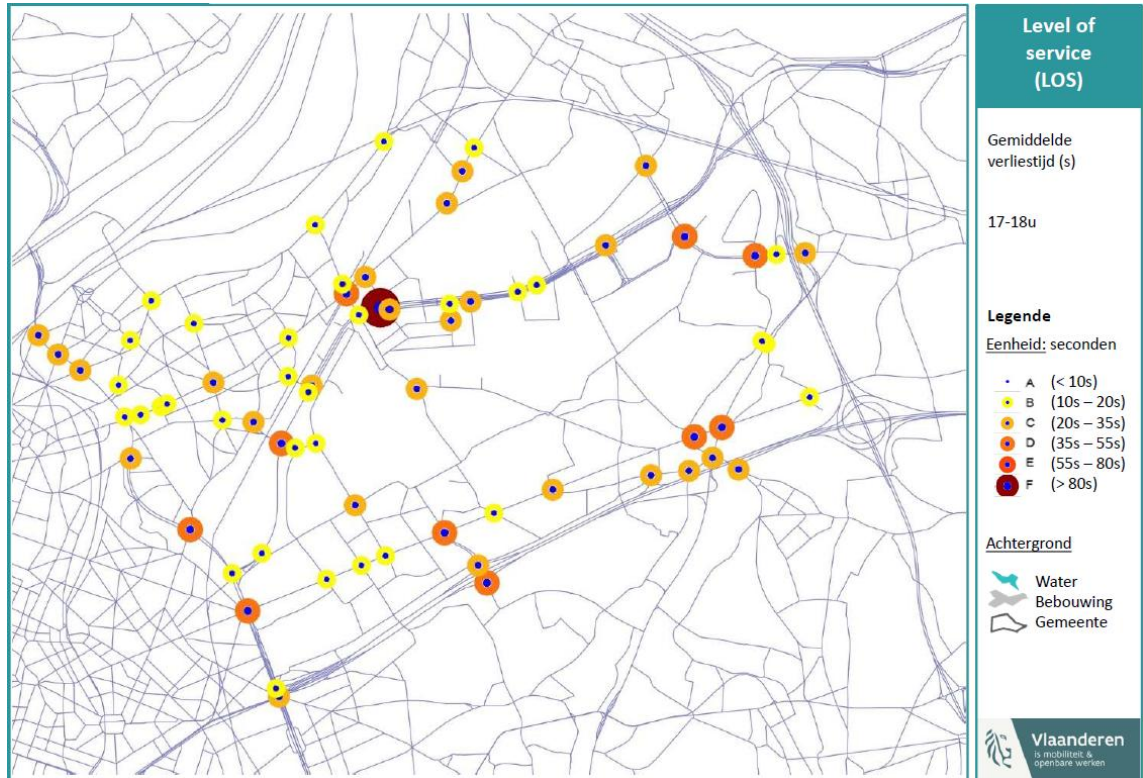 Level of
service
(LOS)
Gemiddelde
verliestijd (s)
17-18u
Legende
Eenheid: seconden
A (< 10s)
B (10s – 20s)
C (20s – 35s)
D (35s – 55s)
E (55s – 80s)
F (> 80s)
Achtergrond
Water
Bebouwing
Gemeente
Vlaanderen
is mobiliteit &
openbare werken